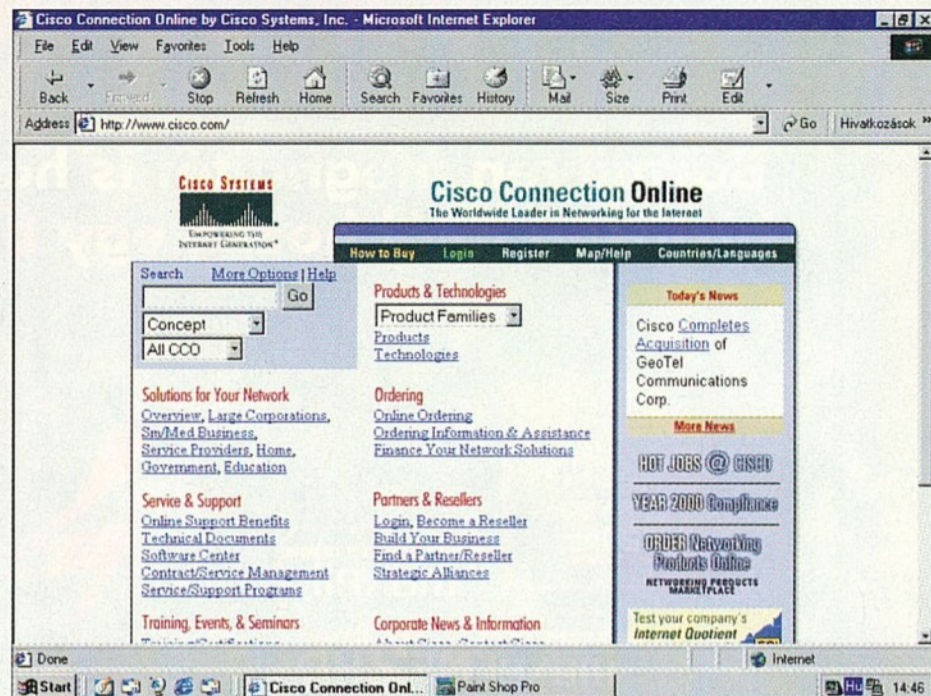 Cisco Connection Online by Cisco Systems, Inc. - Microsoft Internet Explorer
File Edit View Favorites Tools Help
Back Forward Stop Refresh Home Search Favorites History Mail Size Print Edit
Address http://www.cisco.com/ Go Hivatkozások »
CISCO SYSTEMS
EMPOWERING THE
INTERNET GENERATION
Cisco Connection Online
The Worldwide Leader in Networking for the Internet
How to Buy Login Register Map/Help Countries/Languages
Search More Options | Help
Go
Concept
All CCO
Products & Technologies
Product Families
Products
Technologies
Solutions for Your Network
Overview, Large Corporations,
Sm/Med Business,
Service Providers, Home,
Government, Education
Ordering
Online Ordering
Ordering Information & Assistance
Finance Your Network Solutions
Service & Support
Online Support Benefits
Technical Documents
Software Center
Contract/Service Management
Service/Support Programs
Partners & Resellers
Login, Become a Reseller
Build Your Business
Find a Partner/Reseller
Strategic Alliances
Training, Events, & Seminars
Corporate News & Information
Today's News
Cisco Completes
Acquisition of
GeoTel
Communications
Corp.
More News
HOT JOBS @ CISCO
YEAR 2000 Compliance
ORDER Networking
Products Online
NETWORKING PRODUCTS
MARKETPLACE
Test your company's
Internet Quotient
Done Internet
Start Cisco Connection Onl... Paint Shop Pro Hu 14:46